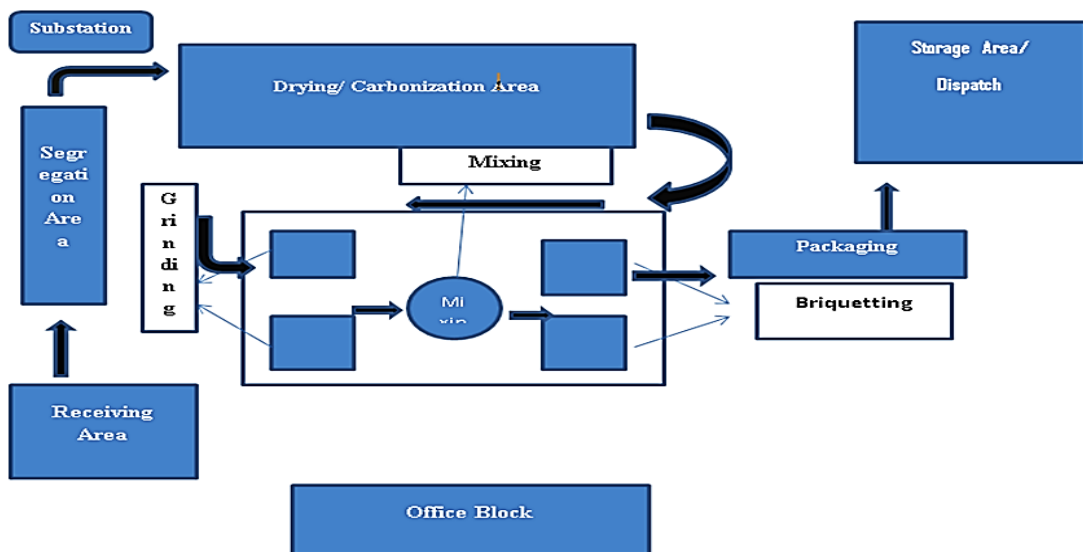 Substation
Storage Area/
Dispatch
Drying/ Carbonization Area
Mixing
Segr
egati
on
Are
a
G
ri
n
di
n
g
Packaging
Briquetting
Mi
xin
Receiving
Area
Office Block